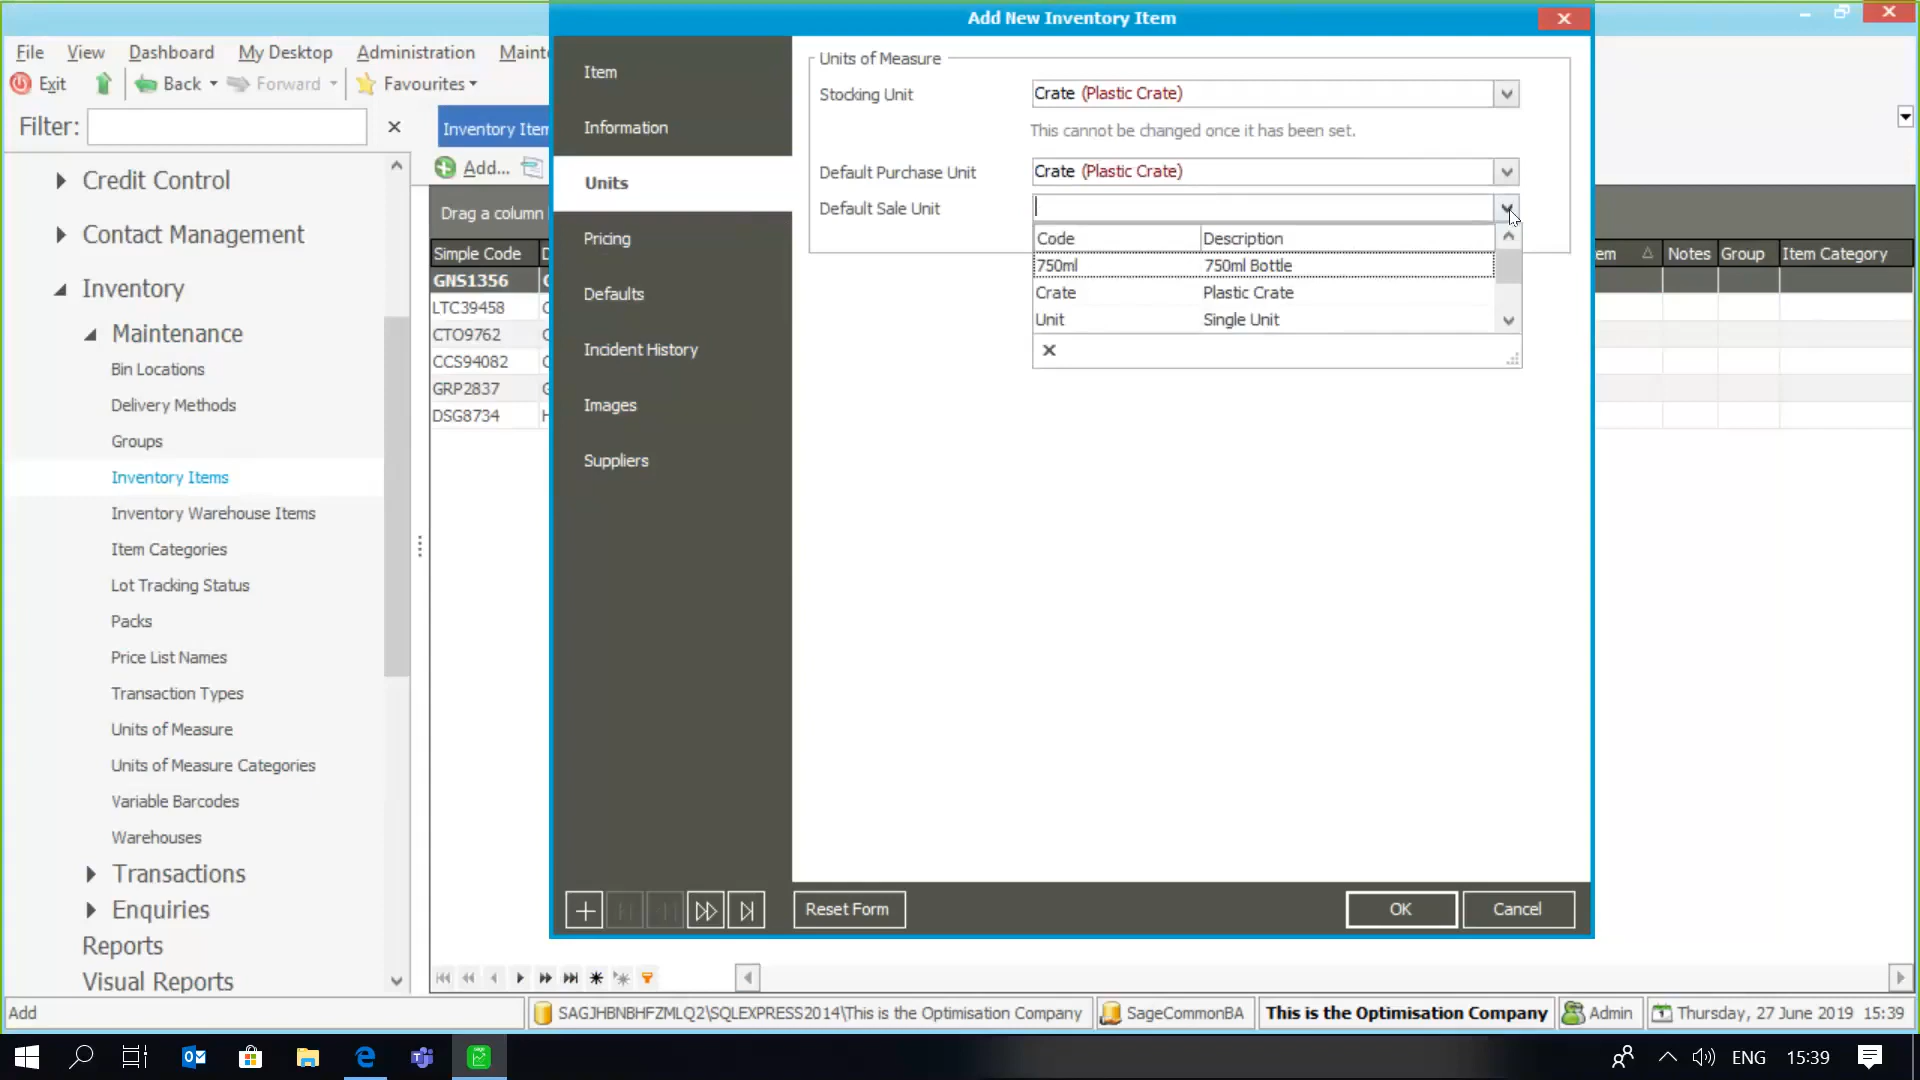 Add New Inventory Item
File View Dashboard My Desktop Administration Maint
Exit Back Forward Favourites
Filter:
Credit Control
Contact Management
Inventory
Maintenance
Bin Locations
Delivery Methods
Groups
Inventory Items
Inventory Warehouse Items
Item Categories
Lot Tracking Status
Packs
Price List Names
Transaction Types
Units of Measure
Units of Measure Categories
Variable Barcodes
Warehouses
Transactions
Enquiries
Reports
Visual Reports
Inventory Item
Add...
Drag a column
Simple Code
GNS1356
LTC39458
CTO9762
CCS94082
GRP2837
DSG8734
Item
Information
Units
Pricing
Defaults
Incident History
Images
Suppliers
Units of Measure
Stocking Unit Crate (Plastic Crate)
This cannot be changed once it has been set.
Default Purchase Unit Crate (Plastic Crate)
Default Sale Unit
Code Description
750ml 750ml Bottle
Crate Plastic Crate
Unit Single Unit
em Notes Group Item Category
Reset Form OK Cancel
Add SAGJHBNBHFZMLQ2\SQLEXPRESS2014\This is the Optimisation Company SageCommonBA This is the Optimisation Company Admin Thursday, 27 June 2019 15:39
ENG 15:39